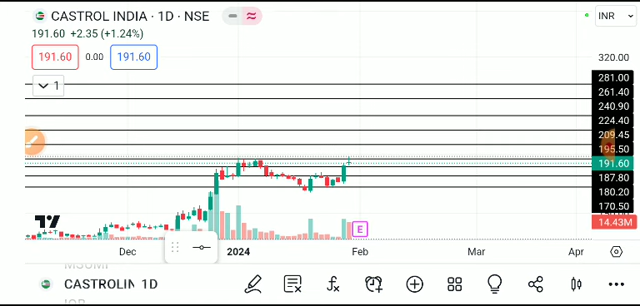 CASTROL INDIA · 1D · NSE
INR
191.60 +2.35 (+1.24%)
191.60 0.00 191.60
1
320.00
281.00
261.40
240.90
224.40
209.45
195.50
191.60
187.80
180.20
170.50
14.43M
E
Dec 2024 Feb Mar Apr
CASTROLIN 1D